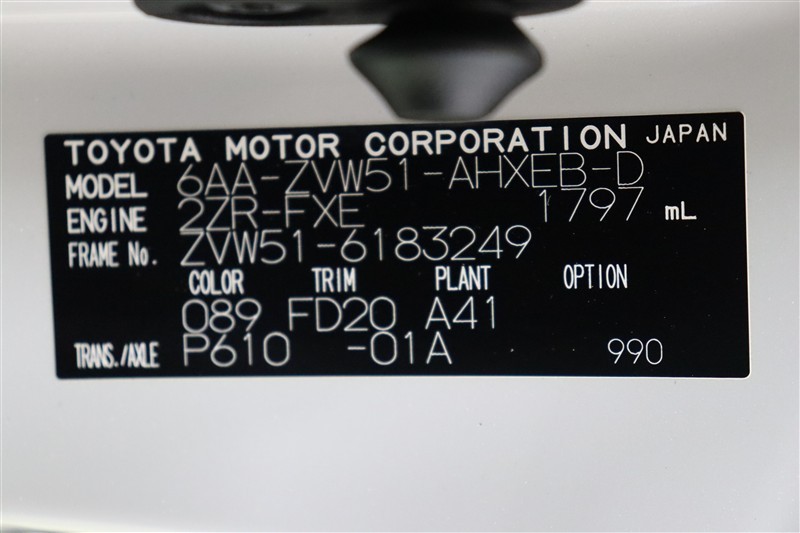 TOYOTA MOTOR CORPORATION JAPAN
MODEL 6AA-ZVW51-AHXEB-D
ENGINE 2ZR-FXE 1797 mL
FRAME No. ZVW51-6183249
COLOR TRIM PLANT OPTION
089 FD20 A41
TRANS./AXLE P610 -01A 990